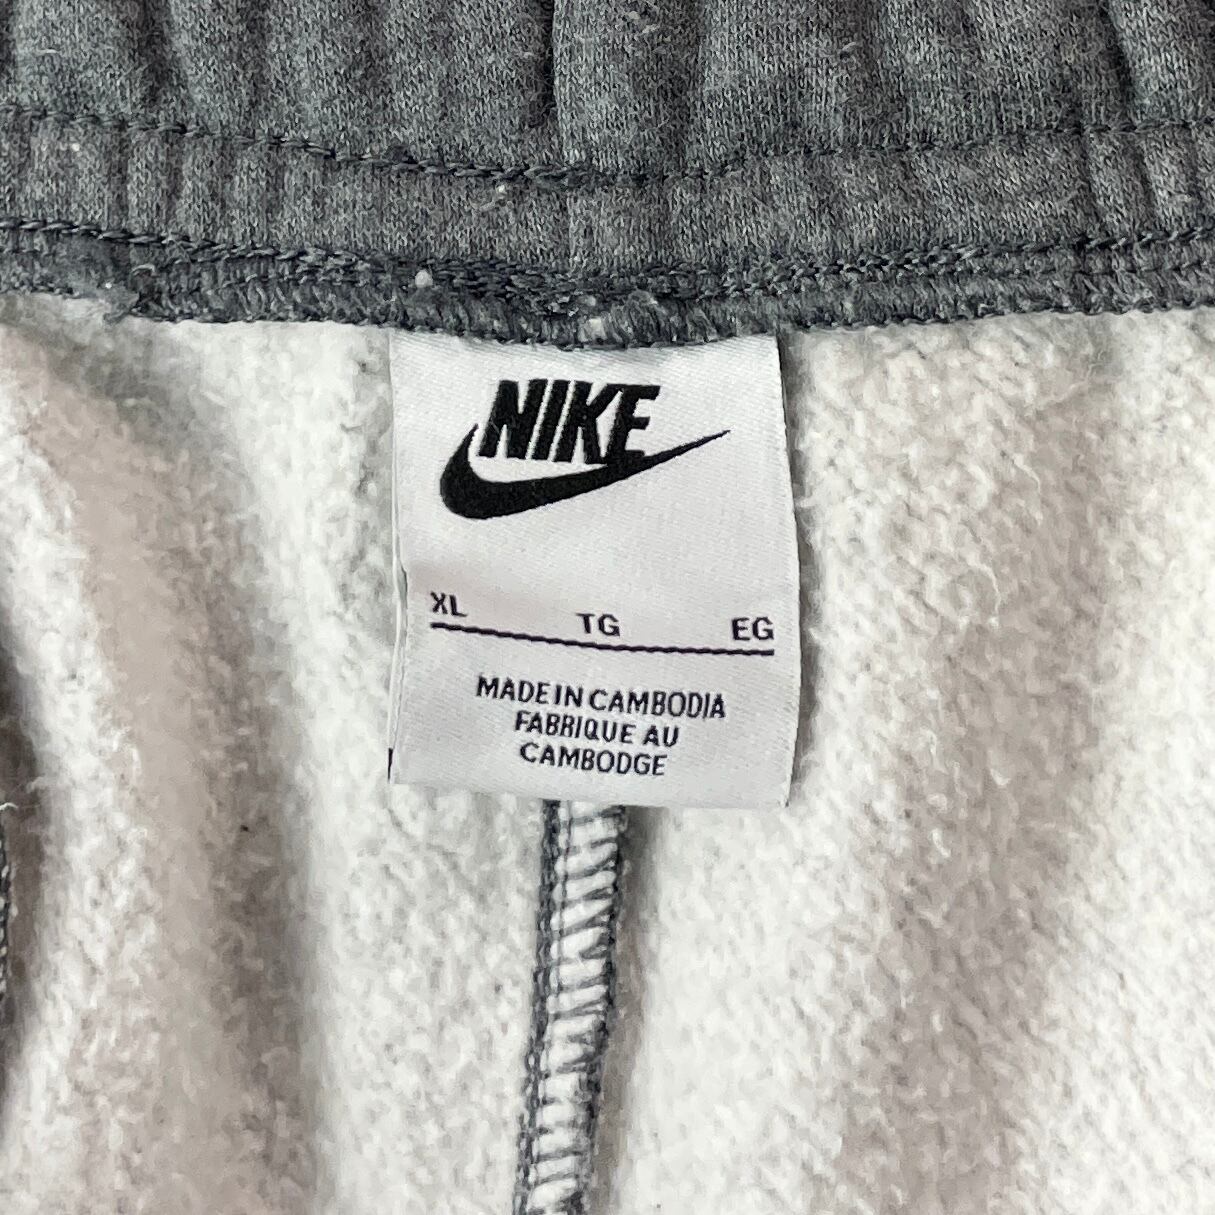 NIKE
XL TG EG
MADE IN CAMBODIA
FABRIQUE AU
CAMBODGE